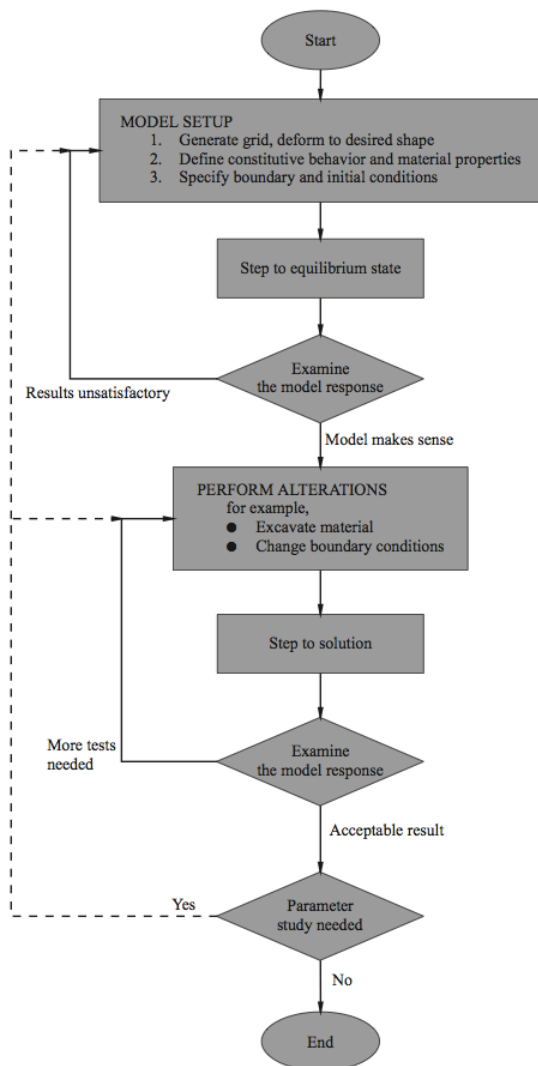 Start
MODEL SETUP
1. Generate grid, deform to desired shape
2. Define constitutive behavior and material properties
3. Specify boundary and initial conditions
Step to equilibrium state
Examine
the model response
Results unsatisfactory
Model makes sense
PERFORM ALTERATIONS
for example,
● Excavate material
● Change boundary conditions
Step to solution
More tests
needed
Examine
the model response
Acceptable result
Yes
Parameter
study needed
No
End